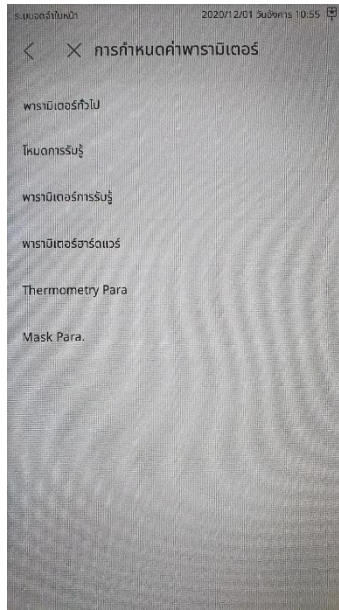 ระบบจดจำใบหน้า 2020/12/01 วันอังคาร 10:55
การกำหนดค่าพารามิเตอร์
พารามิเตอร์ทั่วไป
โหมดการรับรู้
พารามิเตอร์การรับรู้
พารามิเตอร์ฮาร์ดแวร์
Thermometry Para
Mask Para.